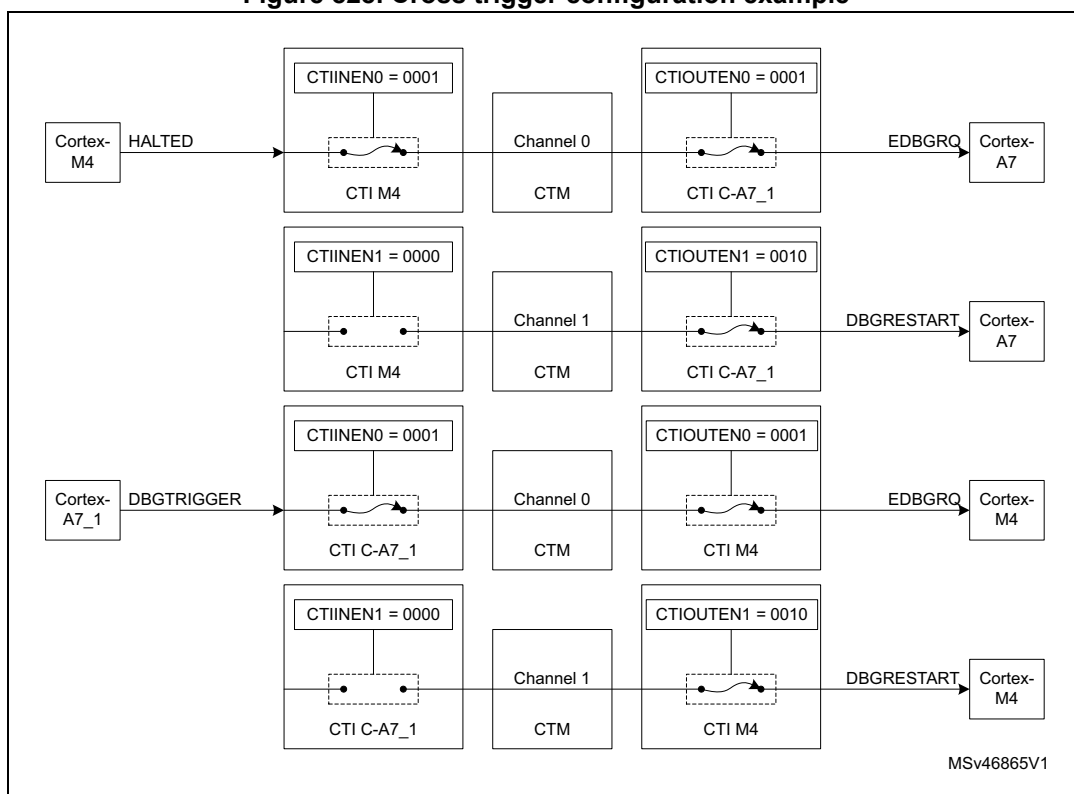 Figure 825. Cross trigger configuration example
CTIINEN0 = 0001
CTIOUTEN0 = 0001
Cortex-
M4
HALTED
Channel 0
EDBGRQ
Cortex-
A7
CTI M4
CTM
CTI C-A7_1
CTIINEN1 = 0000
CTIOUTEN1 = 0010
Channel 1
DBGRESTART
Cortex-
A7
CTI M4
CTM
CTI C-A7_1
CTIINEN0 = 0001
CTIOUTEN0 = 0001
Cortex-
A7_1
DBGTRIGGER
Channel 0
EDBGRQ
Cortex-
M4
CTI C-A7_1
CTM
CTI M4
CTIINEN1 = 0000
CTIOUTEN1 = 0010
Channel 1
DBGRESTART
Cortex-
M4
CTI C-A7_1
CTM
CTI M4
MSv46865V1